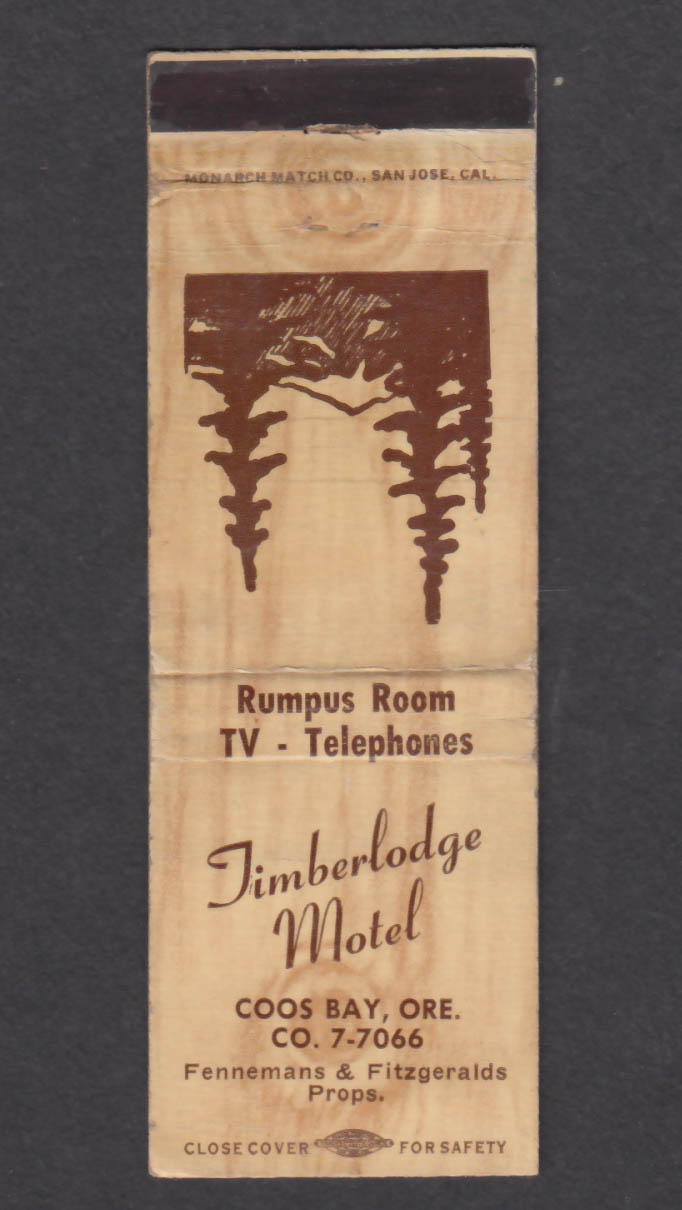 MONARCH MATCH CO., SAN JOSE, CAL.
Rumpus Room
TV - Telephones
Timberlodge
Motel
COOS BAY, ORE.
CO. 7-7066
Fennemans & Fitzgeralds
Props.
CLOSE COVER FOR SAFETY